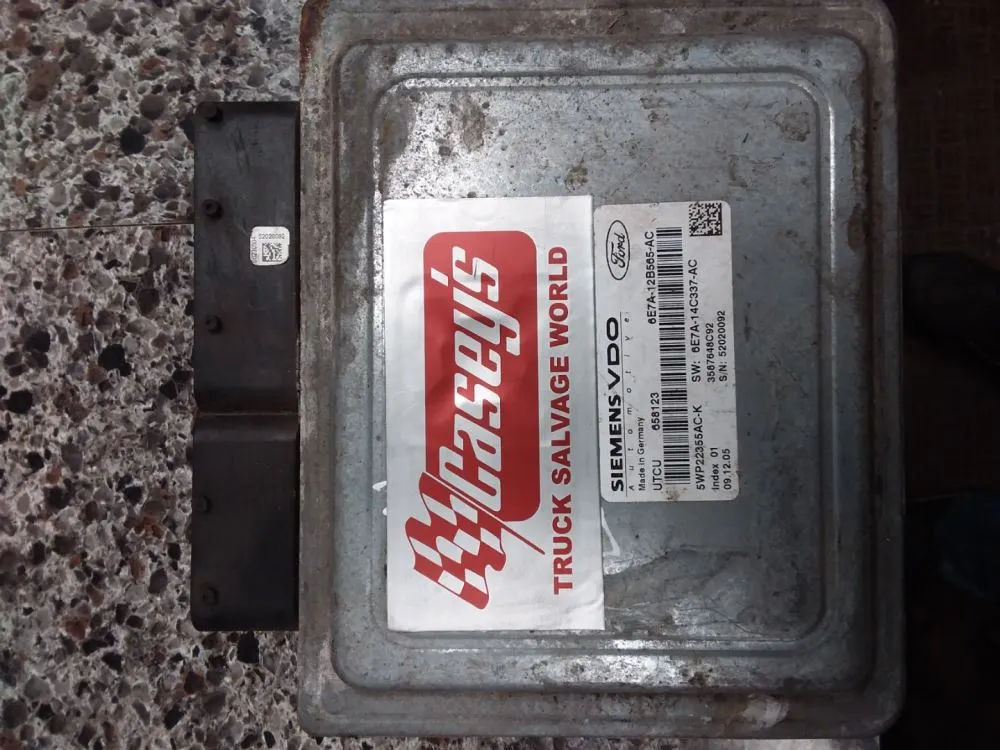 Casey's
TRUCK SALVAGE WORLD
Ford
SIEMENS VDO
Automotive
Made in Germany
UTCU 658123 6E7A-12B565-AC
5WP22355AC-K SW: 6E7A-14C337-AC
Index 01 3587648C92
09.12.05 S/N: 52020092
52020092